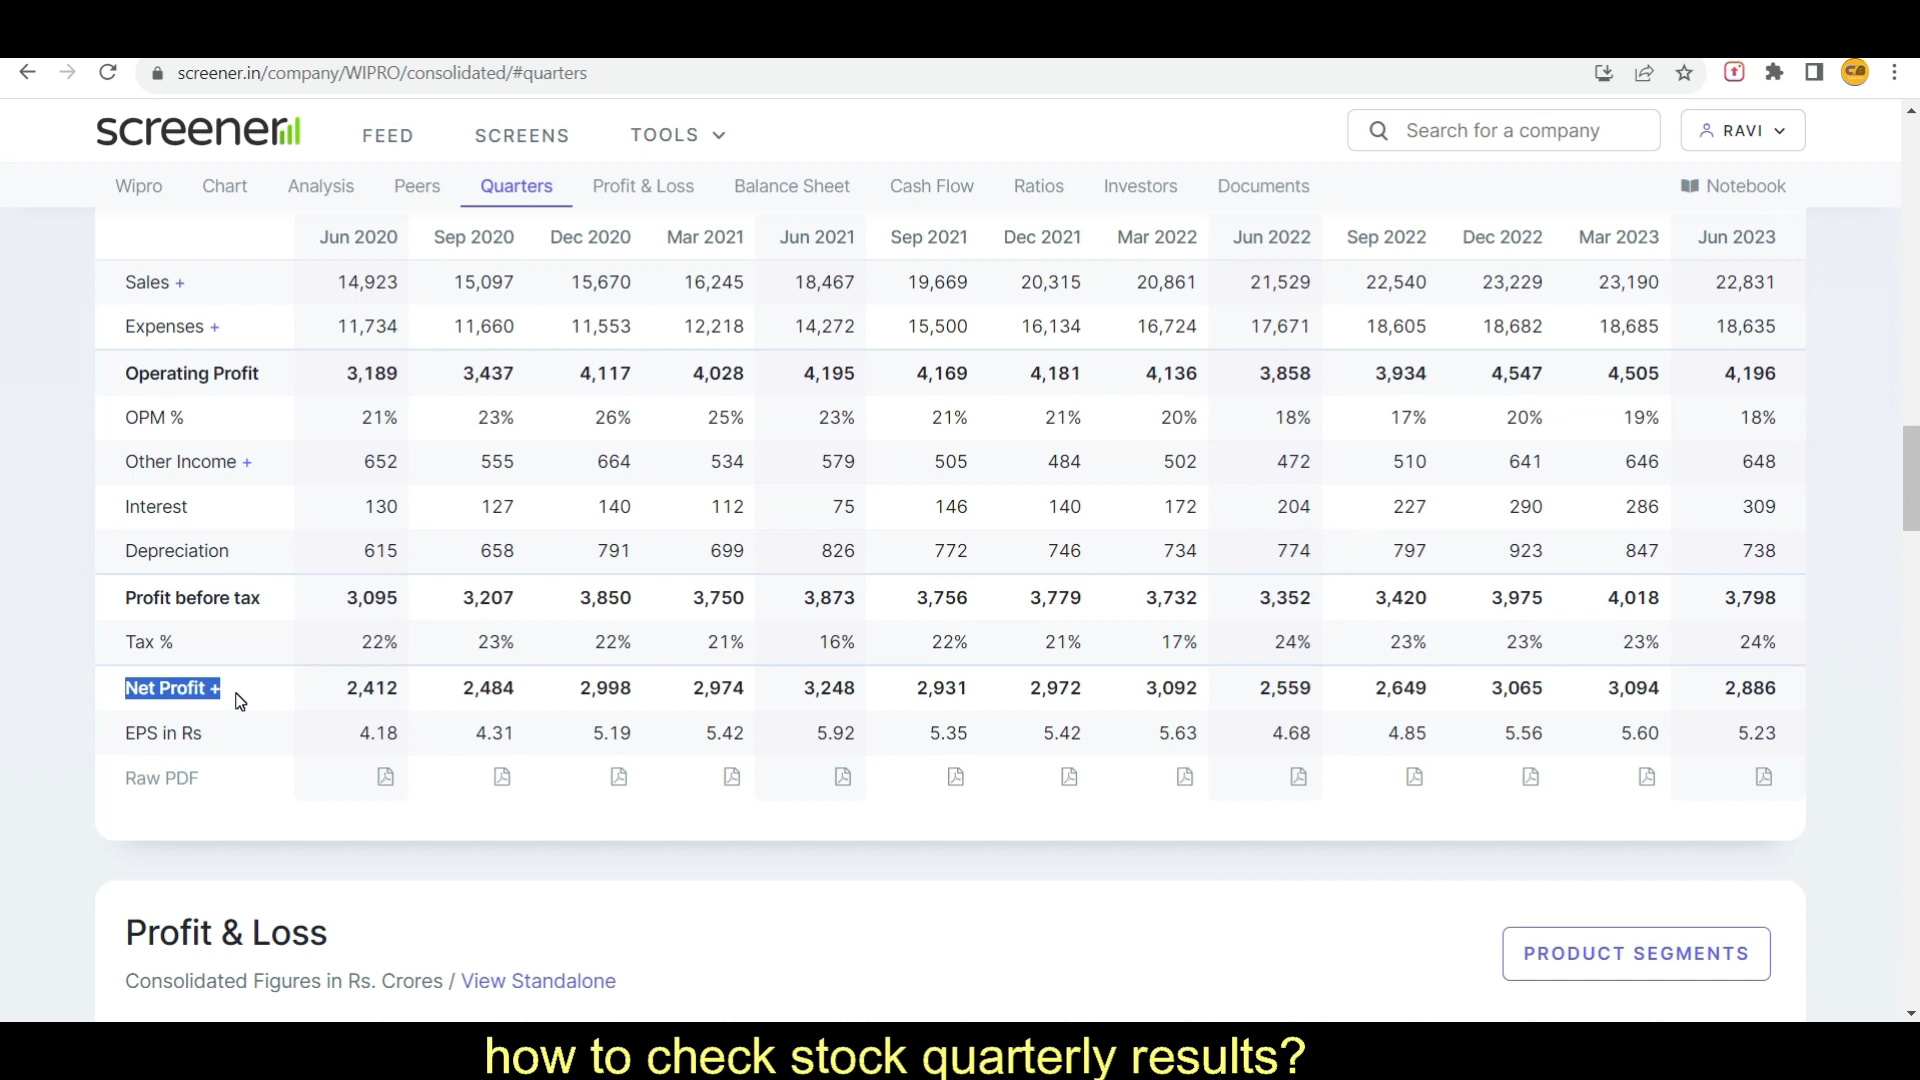 screener.in/company/WIPRO/consolidated/#quarters
CB
screener FEED SCREENS TOOLS Search for a company RAVI
Wipro Chart Analysis Peers Quarters Profit & Loss Balance Sheet Cash Flow Ratios Investors Documents Notebook
Jun 2020 Sep 2020 Dec 2020 Mar 2021 Jun 2021 Sep 2021 Dec 2021 Mar 2022 Jun 2022 Sep 2022 Dec 2022 Mar 2023 Jun 2023
Sales + 14,923 15,097 15,670 16,245 18,467 19,669 20,315 20,861 21,529 22,540 23,229 23,190 22,831
Expenses + 11,734 11,660 11,553 12,218 14,272 15,500 16,134 16,724 17,671 18,605 18,682 18,685 18,635
Operating Profit 3,189 3,437 4,117 4,028 4,195 4,169 4,181 4,136 3,858 3,934 4,547 4,505 4,196
OPM % 21% 23% 26% 25% 23% 21% 21% 20% 18% 17% 20% 19% 18%
Other Income + 652 555 664 534 579 505 484 502 472 510 641 646 648
Interest 130 127 140 112 75 146 140 172 204 227 290 286 309
Depreciation 615 658 791 699 826 772 746 734 774 797 923 847 738
Profit before tax 3,095 3,207 3,850 3,750 3,873 3,756 3,779 3,732 3,352 3,420 3,975 4,018 3,798
Tax % 22% 23% 22% 21% 16% 22% 21% 17% 24% 23% 23% 23% 24%
Net Profit + 2,412 2,484 2,998 2,974 3,248 2,931 2,972 3,092 2,559 2,649 3,065 3,094 2,886
EPS in Rs 4.18 4.31 5.19 5.42 5.92 5.35 5.42 5.63 4.68 4.85 5.56 5.60 5.23
Raw PDF
Profit & Loss
PRODUCT SEGMENTS
Consolidated Figures in Rs. Crores / View Standalone
how to check stock quarterly results?